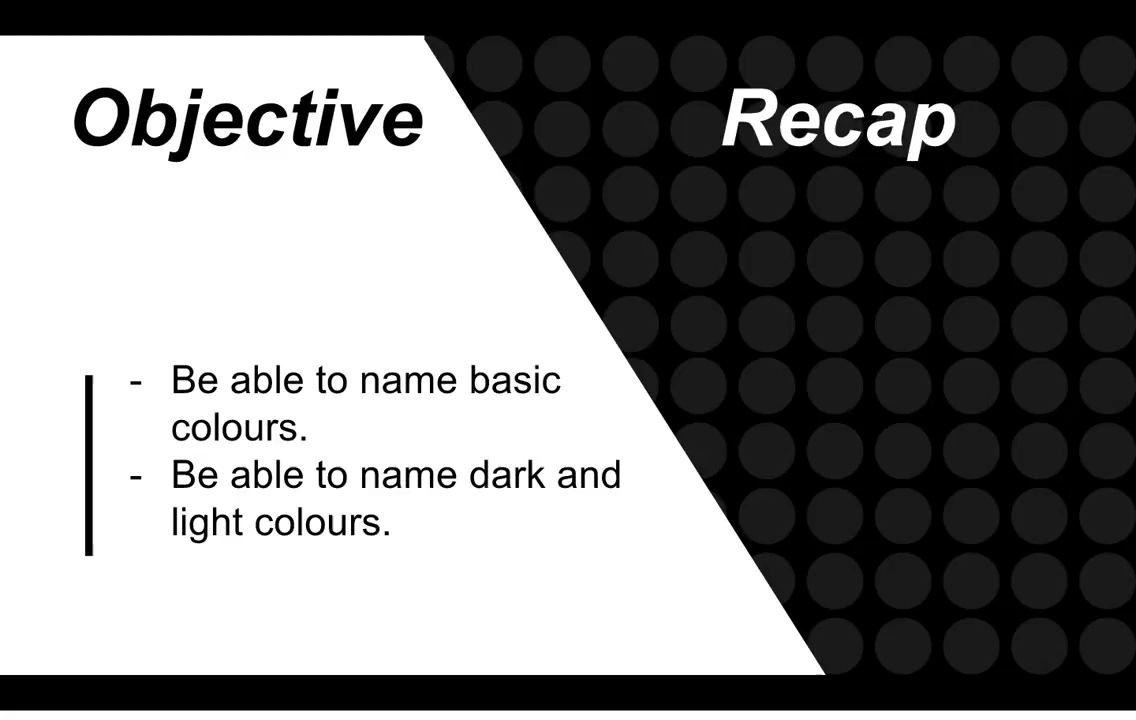 Objective
Recap
- Be able to name basic
colours.
- Be able to name dark and
light colours.